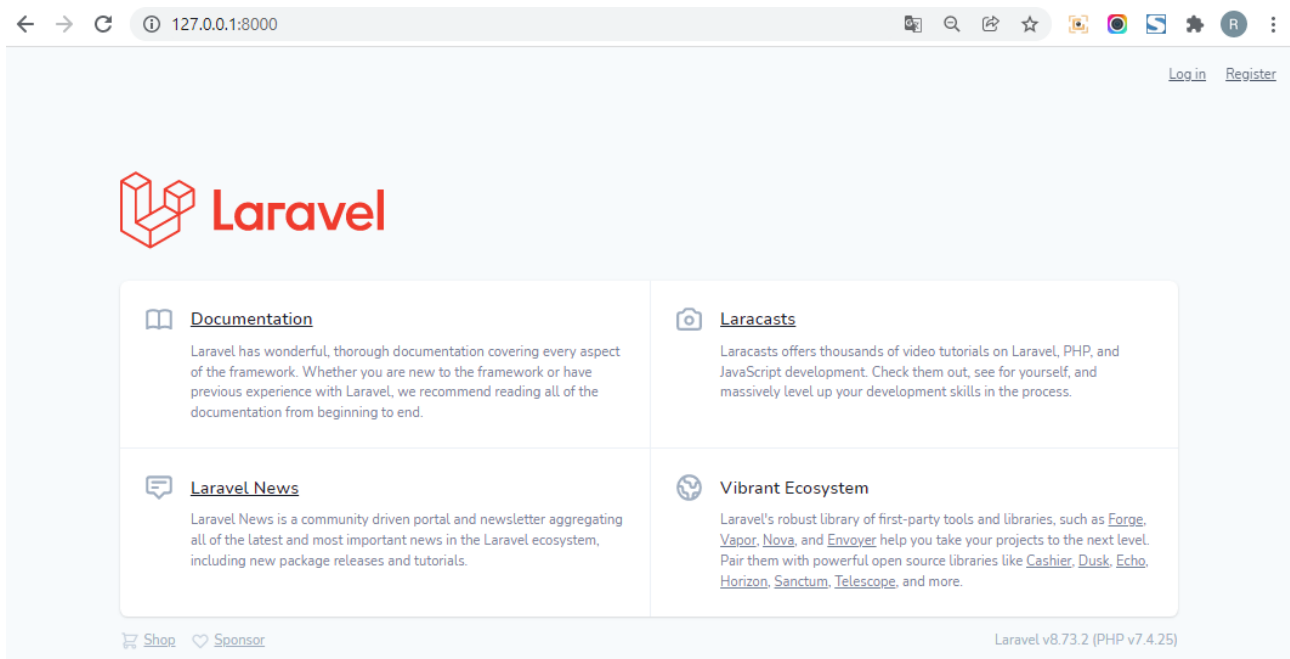 127.0.0.1:8000
R
Log in Register
Laravel
Documentation
Laravel has wonderful, thorough documentation covering every aspect
of the framework. Whether you are new to the framework or have
previous experience with Laravel, we recommend reading all of the
documentation from beginning to end.
Laracasts
Laracasts offers thousands of video tutorials on Laravel, PHP, and
JavaScript development. Check them out, see for yourself, and
massively level up your development skills in the process.
Laravel News
Laravel News is a community driven portal and newsletter aggregating
all of the latest and most important news in the Laravel ecosystem,
including new package releases and tutorials.
Vibrant Ecosystem
Laravel's robust library of first-party tools and libraries, such as Forge,
Vapor, Nova, and Envoyer help you take your projects to the next level.
Pair them with powerful open source libraries like Cashier, Dusk, Echo,
Horizon, Sanctum, Telescope, and more.
Shop Sponsor
Laravel v8.73.2 (PHP v7.4.25)